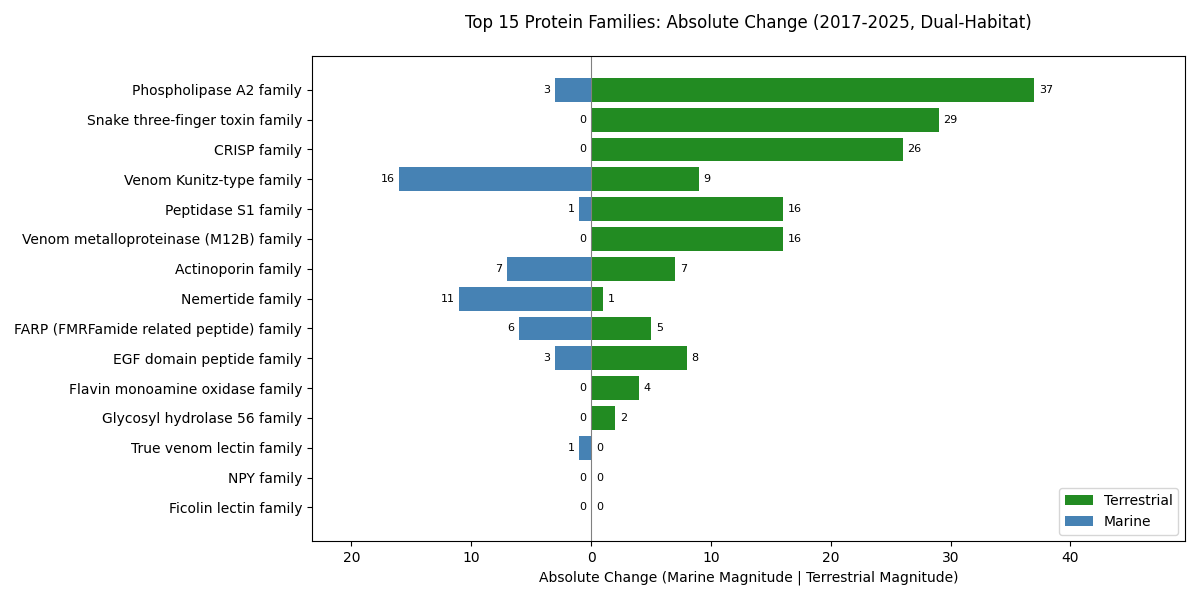 Top 15 Protein Families: Absolute Change (2017-2025, Dual-Habitat)
Phospholipase A2 family 3 37
Snake three-finger toxin family 0 29
CRISP family 0 26
Venom Kunitz-type family 16 9
Peptidase S1 family 1 16
Venom metalloproteinase (M12B) family 0 16
Actinoporin family 7 7
Nemertide family 11 1
FARP (FMRFamide related peptide) family 6 5
EGF domain peptide family 3 8
Flavin monoamine oxidase family 0 4
Glycosyl hydrolase 56 family 0 2
True venom lectin family 1 0
NPY family 0 0
Ficolin lectin family 0 0
Terrestrial
Marine
20 10 0 10 20 30 40
Absolute Change (Marine Magnitude | Terrestrial Magnitude)